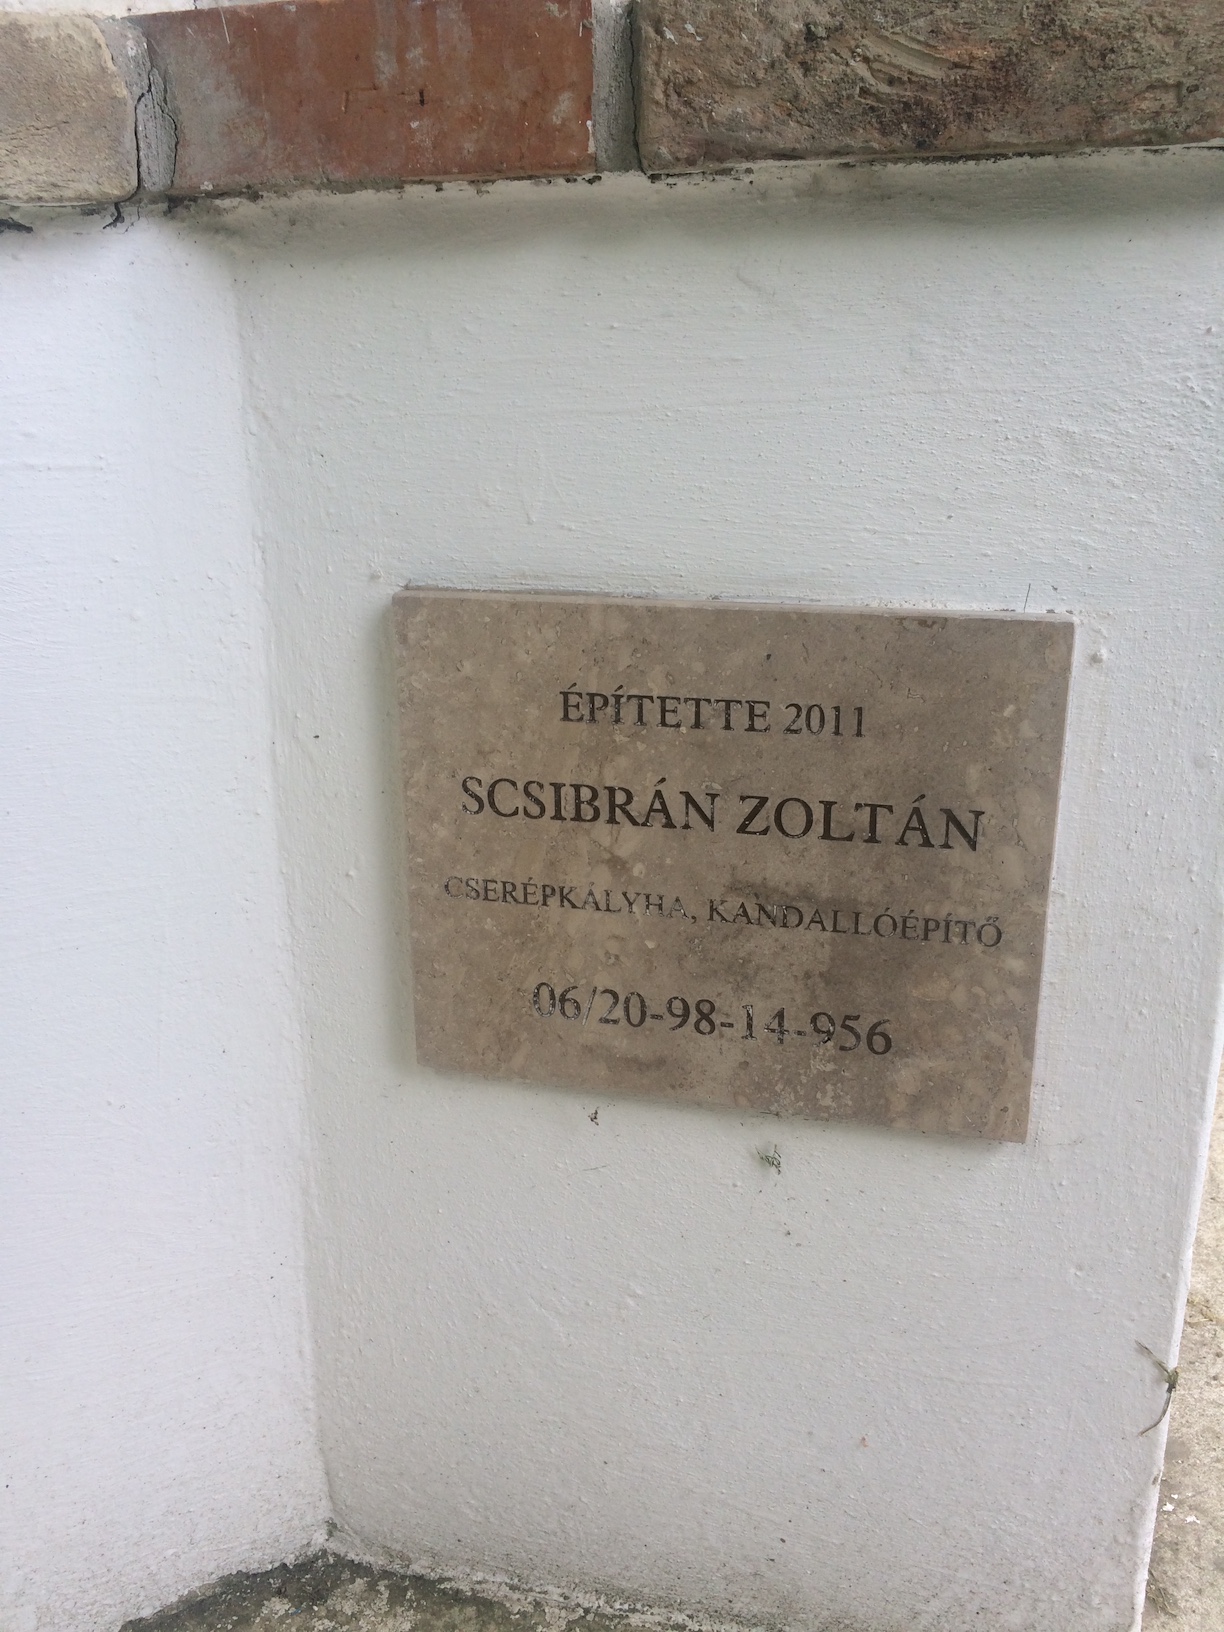 ÉPÍTETTE 2011
SCSIBRÁN ZOLTÁN
CSERÉPKÁLYHA, KANDALLÓÉPÍTŐ
06/20-98-14-956